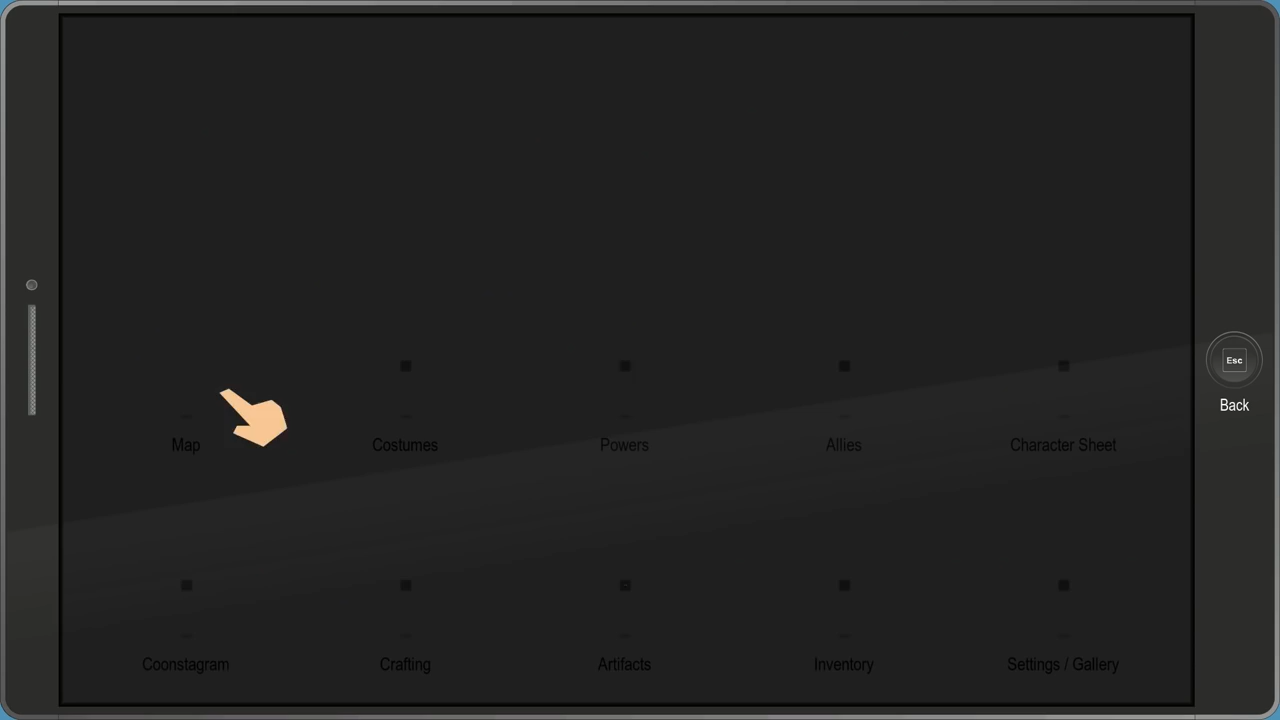 Esc
Back
Map
Costumes
Powers
Allies
Character Sheet
Coonstagram
Crafting
Artifacts
Inventory
Settings / Gallery